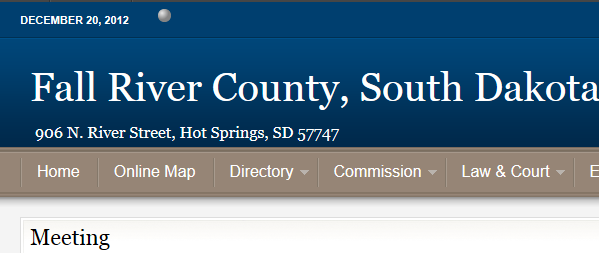 DECEMBER 20, 2012
Fall River County, South Dakota
906 N. River Street, Hot Springs, SD 57747
Home Online Map Directory Commission Law & Court E
Meeting